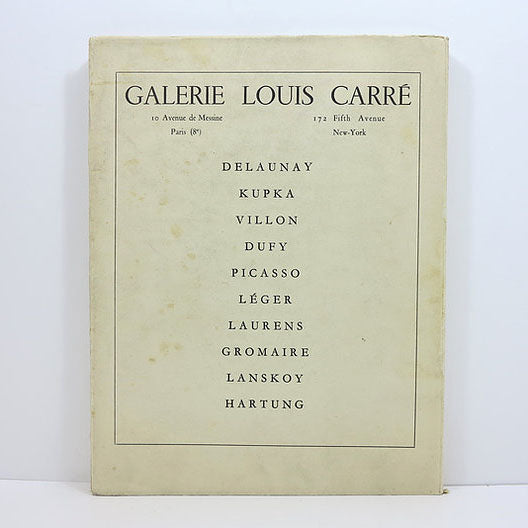 GALERIE LOUIS CARRÉ
10 Avenue de Messine 172 Fifth Avenue
Paris (8e) New-York
DELAUNAY
KUPKA
VILLON
DUFY
PICASSO
LÉGER
LAURENS
GROMAIRE
LANSKOY
HARTUNG